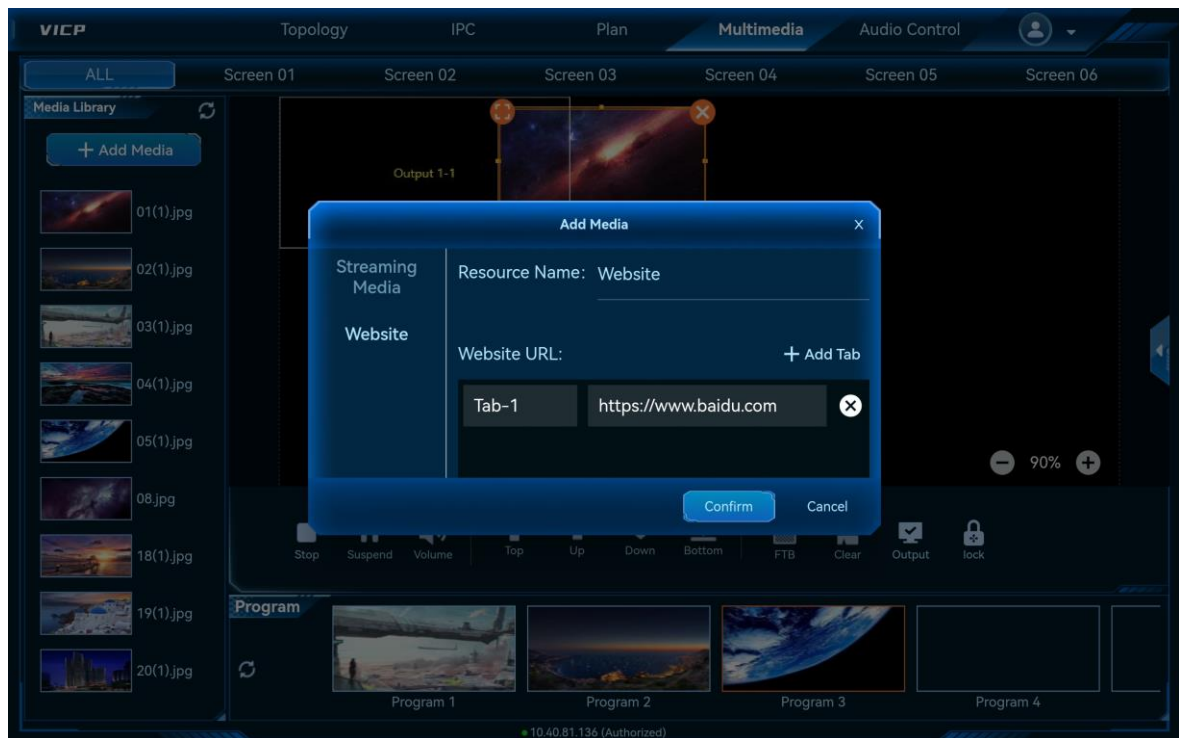 VICP
Topology
IPC
Plan
Multimedia
Audio Control
ALL
Screen 01
Screen 02
Screen 03
Screen 04
Screen 05
Screen 06
Media Library
+ Add Media
01(1).jpg
02(1).jpg
03(1).jpg
04(1).jpg
05(1).jpg
08.jpg
18(1).jpg
19(1).jpg
20(1).jpg
Output 1-1
Add Media
X
Streaming
Media
Website
Resource Name: Website
Website URL:
+ Add Tab
Tab-1
https://www.baidu.com
Confirm
Cancel
90%
Stop
Suspend
Volume
Top
Up
Down
Bottom
FTB
Clear
Output
lock
Program
Program 1
Program 2
Program 3
Program 4
10.40.81.136 (Authorized)